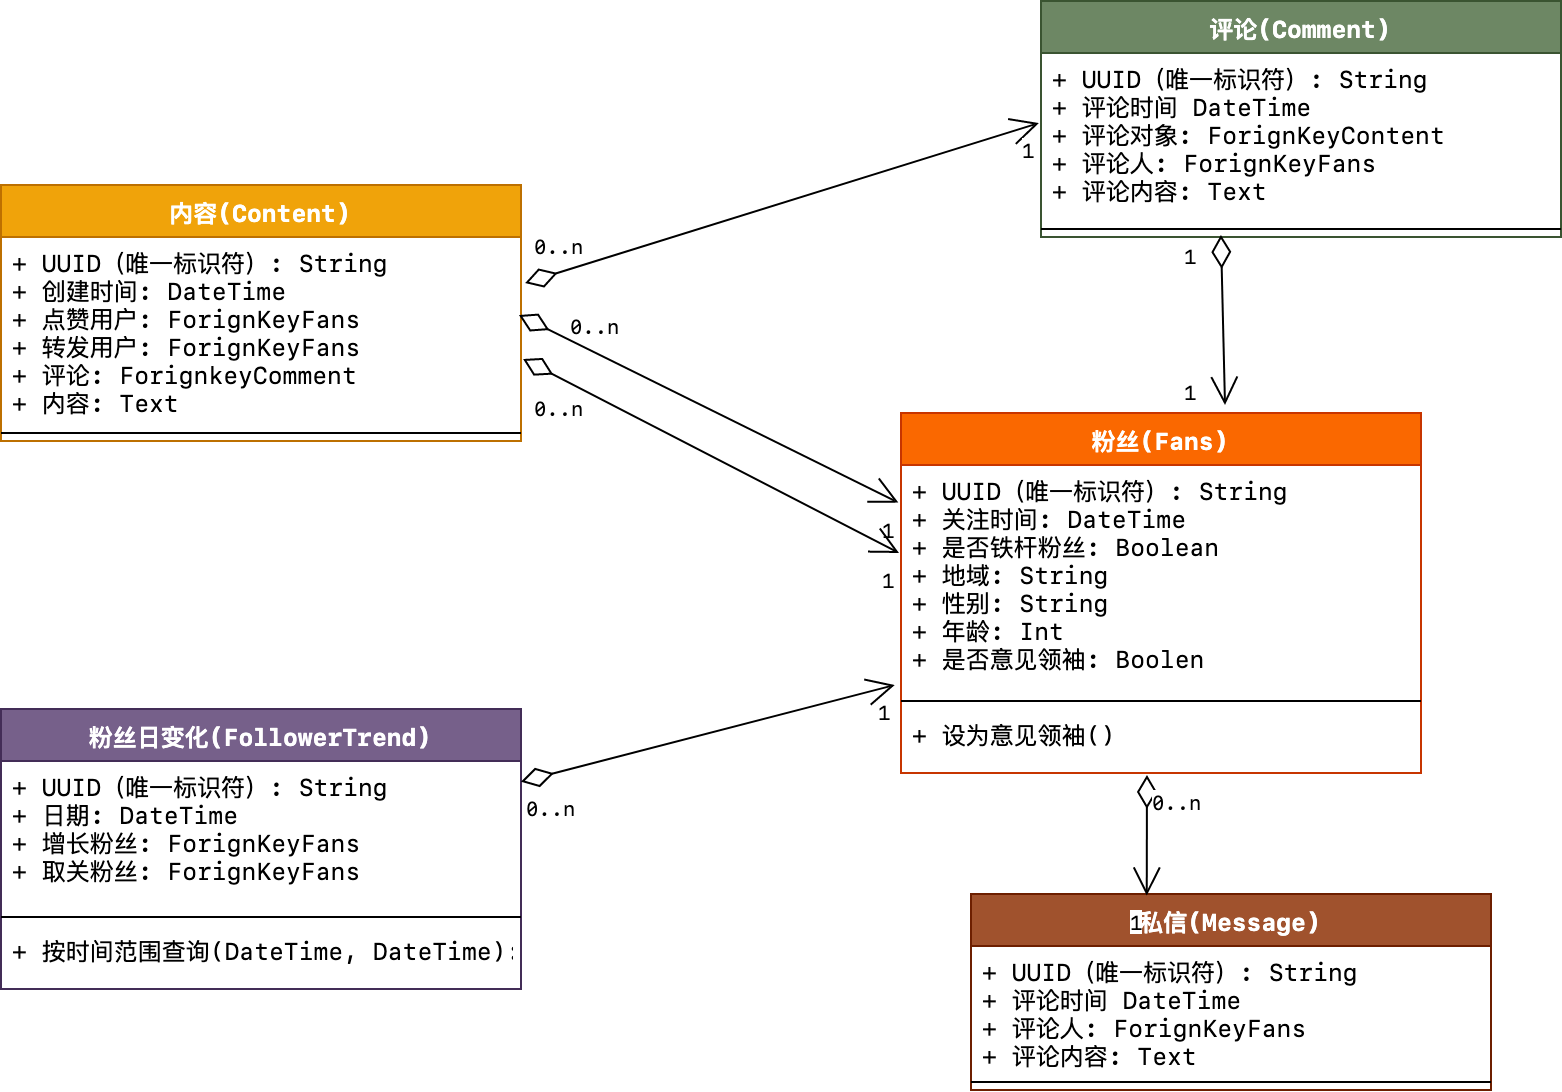 评论(Comment)
+ UUID（唯一标识符）: String
+ 评论时间 DateTime
+ 评论对象: ForignKeyContent
+ 评论人: ForignKeyFans
+ 评论内容: Text
内容(Content)
+ UUID（唯一标识符）: String
+ 创建时间: DateTime
+ 点赞用户: ForignKeyFans
+ 转发用户: ForignKeyFans
+ 评论: ForignkeyComment
+ 内容: Text
0..n
1
0..n
1
0..n
1
1
1
粉丝(Fans)
+ UUID（唯一标识符）: String
+ 关注时间: DateTime
+ 是否铁杆粉丝: Boolean
+ 地域: String
+ 性别: String
+ 年龄: Int
+ 是否意见领袖: Boolen
+ 设为意见领袖()
粉丝日变化(FollowerTrend)
+ UUID（唯一标识符）: String
+ 日期: DateTime
+ 增长粉丝: ForignKeyFans
+ 取关粉丝: ForignKeyFans
+ 按时间范围查询(DateTime, DateTime):
0..n
1
0..n
1
私信(Message)
+ UUID（唯一标识符）: String
+ 评论时间 DateTime
+ 评论人: ForignKeyFans
+ 评论内容: Text